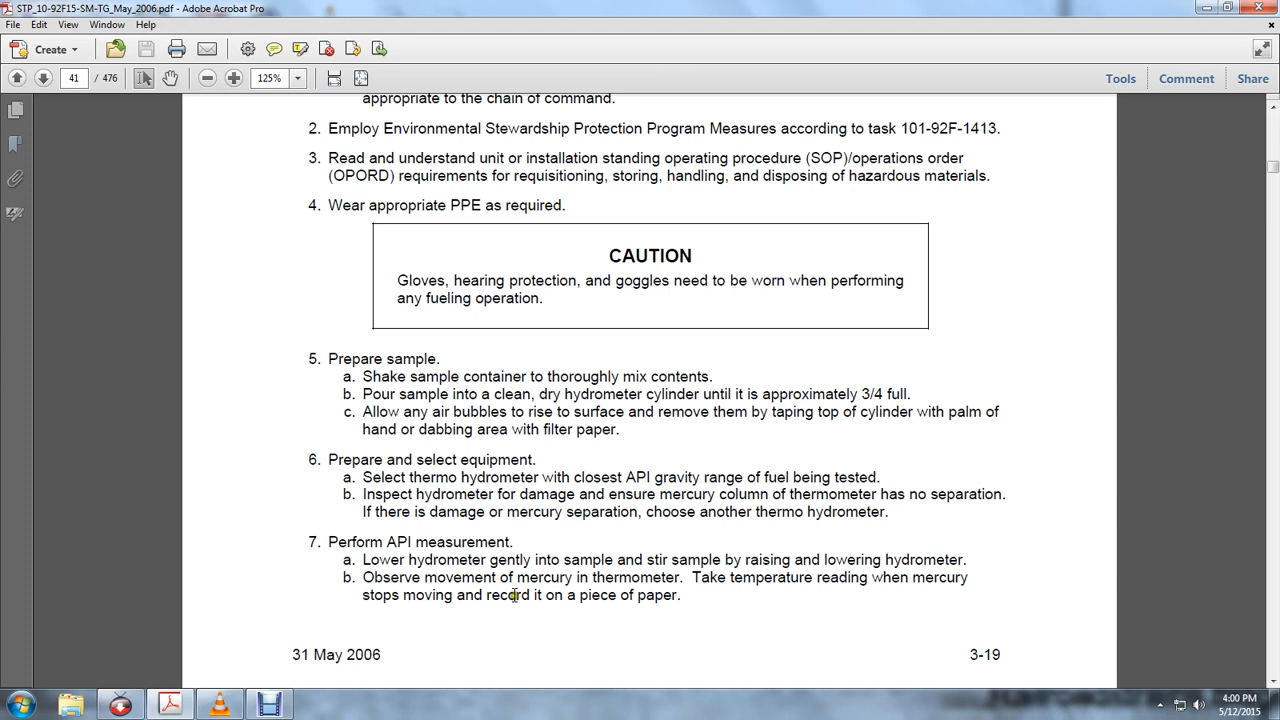 STP_10-92F15-SM-TG_May_2006.pdf - Adobe Acrobat Pro
File Edit View Window Help
Create
41 / 476 125% Tools Comment Share
appropriate to the chain of command.
2. Employ Environmental Stewardship Protection Program Measures according to task 101-92F-1413.
3. Read and understand unit or installation standing operating procedure (SOP)/operations order
(OPORD) requirements for requisitioning, storing, handling, and disposing of hazardous materials.
4. Wear appropriate PPE as required.
CAUTION
Gloves, hearing protection, and goggles need to be worn when performing
any fueling operation.
5. Prepare sample.
a. Shake sample container to thoroughly mix contents.
b. Pour sample into a clean, dry hydrometer cylinder until it is approximately 3/4 full.
c. Allow any air bubbles to rise to surface and remove them by taping top of cylinder with palm of
hand or dabbing area with filter paper.
6. Prepare and select equipment.
a. Select thermo hydrometer with closest API gravity range of fuel being tested.
b. Inspect hydrometer for damage and ensure mercury column of thermometer has no separation.
If there is damage or mercury separation, choose another thermo hydrometer.
7. Perform API measurement.
a. Lower hydrometer gently into sample and stir sample by raising and lowering hydrometer.
b. Observe movement of mercury in thermometer. Take temperature reading when mercury
stops moving and record it on a piece of paper.
31 May 2006 3-19
4:00 PM
5/12/2015